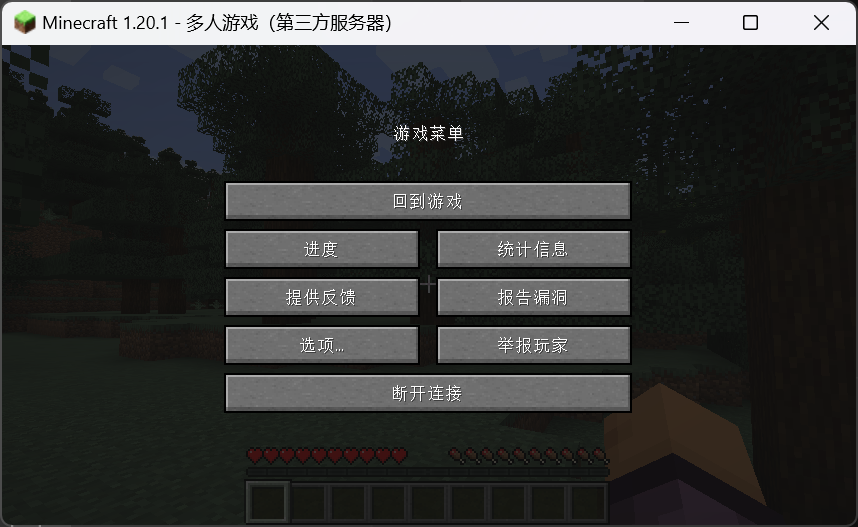 Minecraft 1.20.1 - 多人游戏（第三方服务器）
游戏菜单
回到游戏
进度
统计信息
提供反馈
报告漏洞
选项...
举报玩家
断开连接